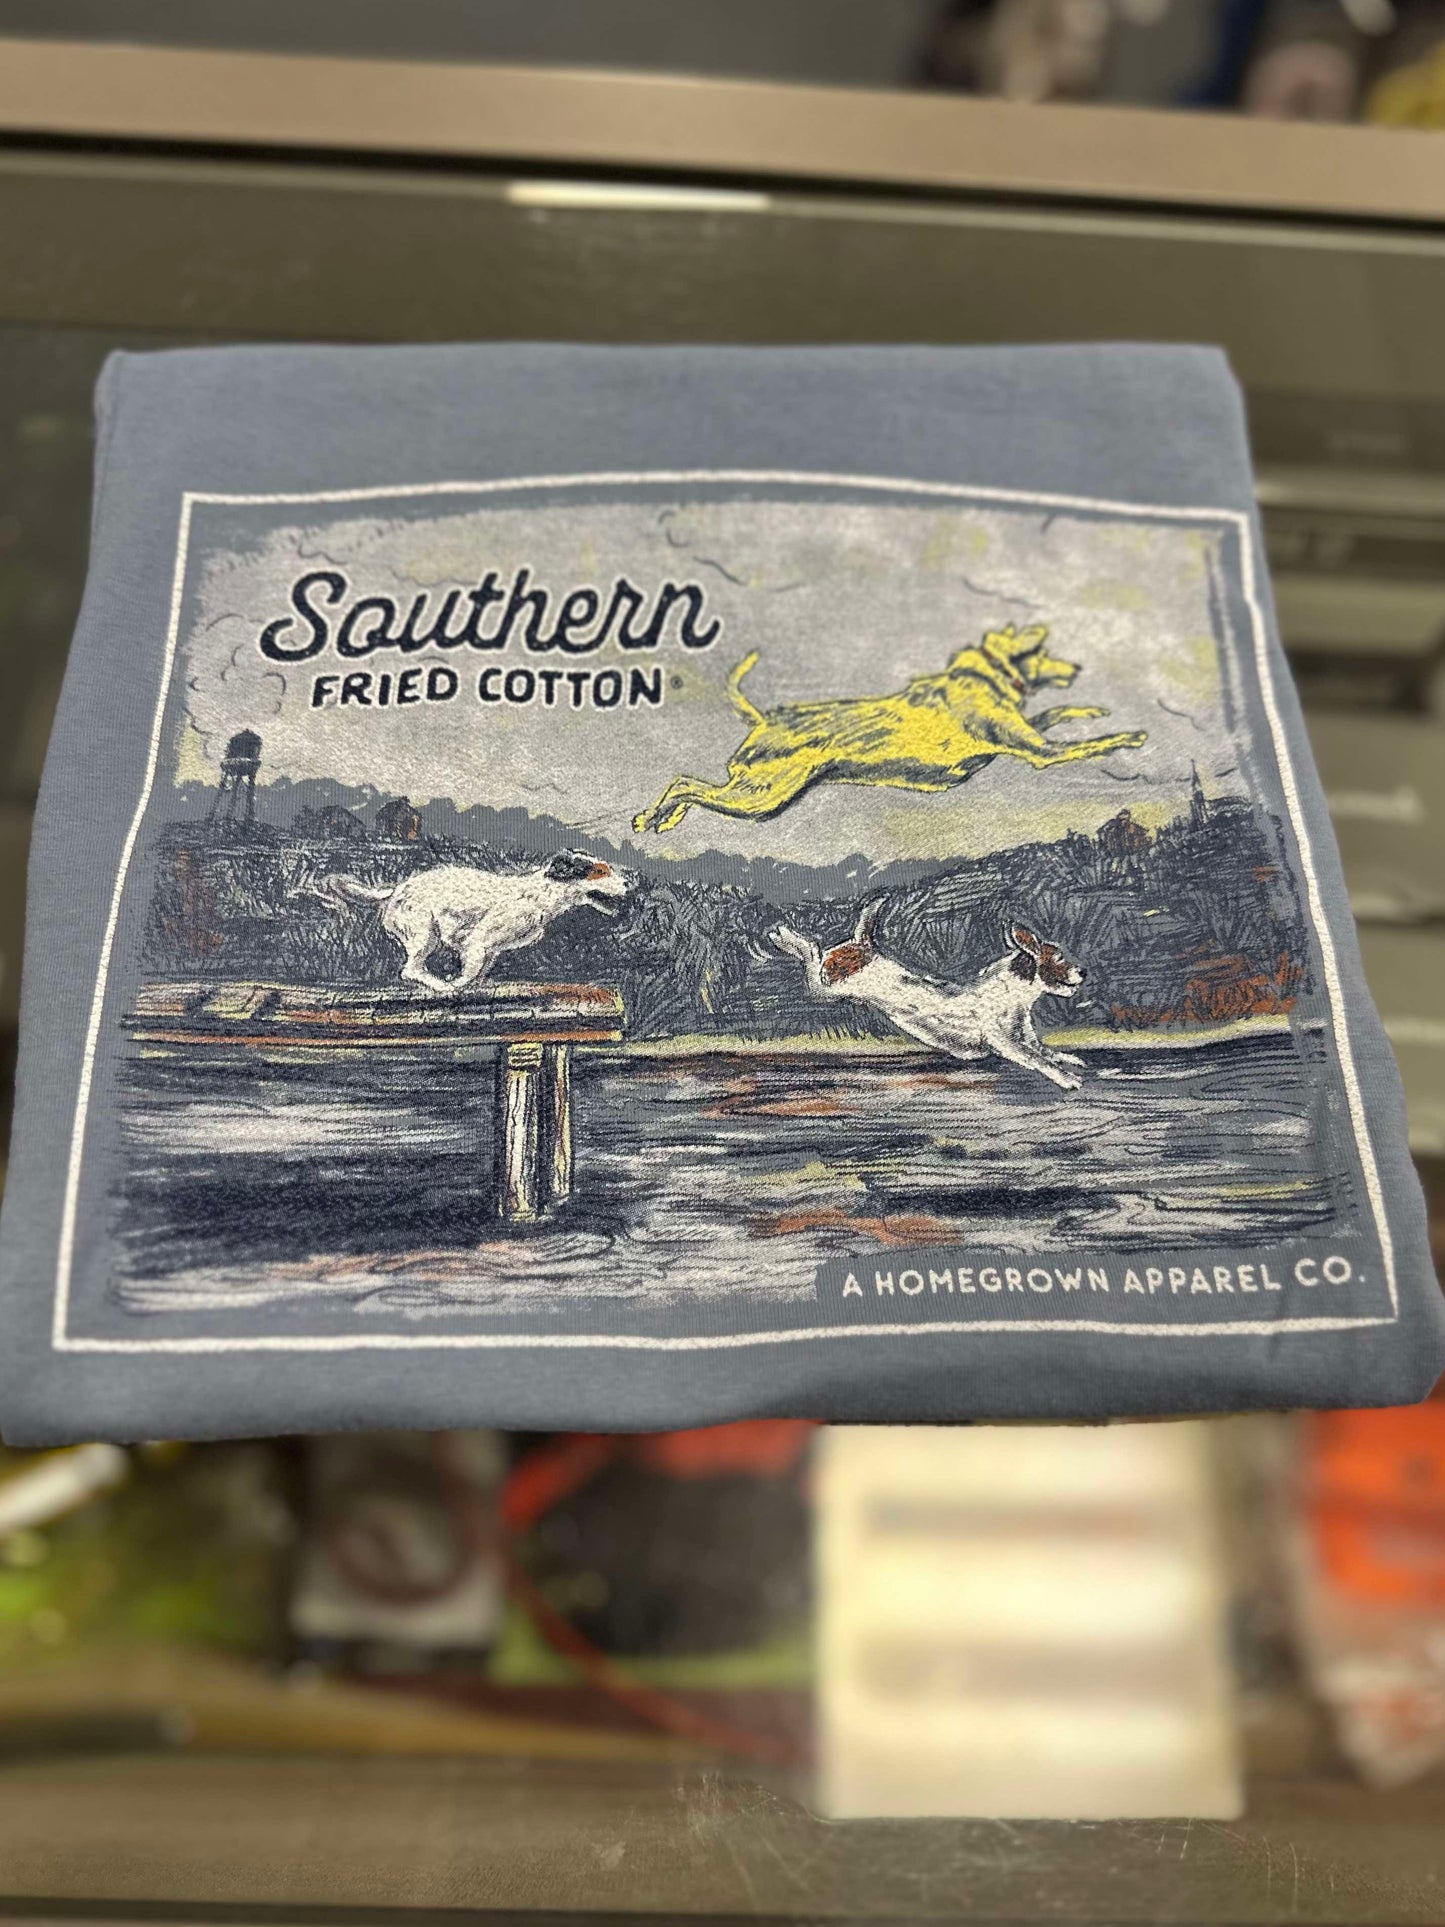 Southern
FRIED COTTON®
A HOMEGROWN APPAREL CO.